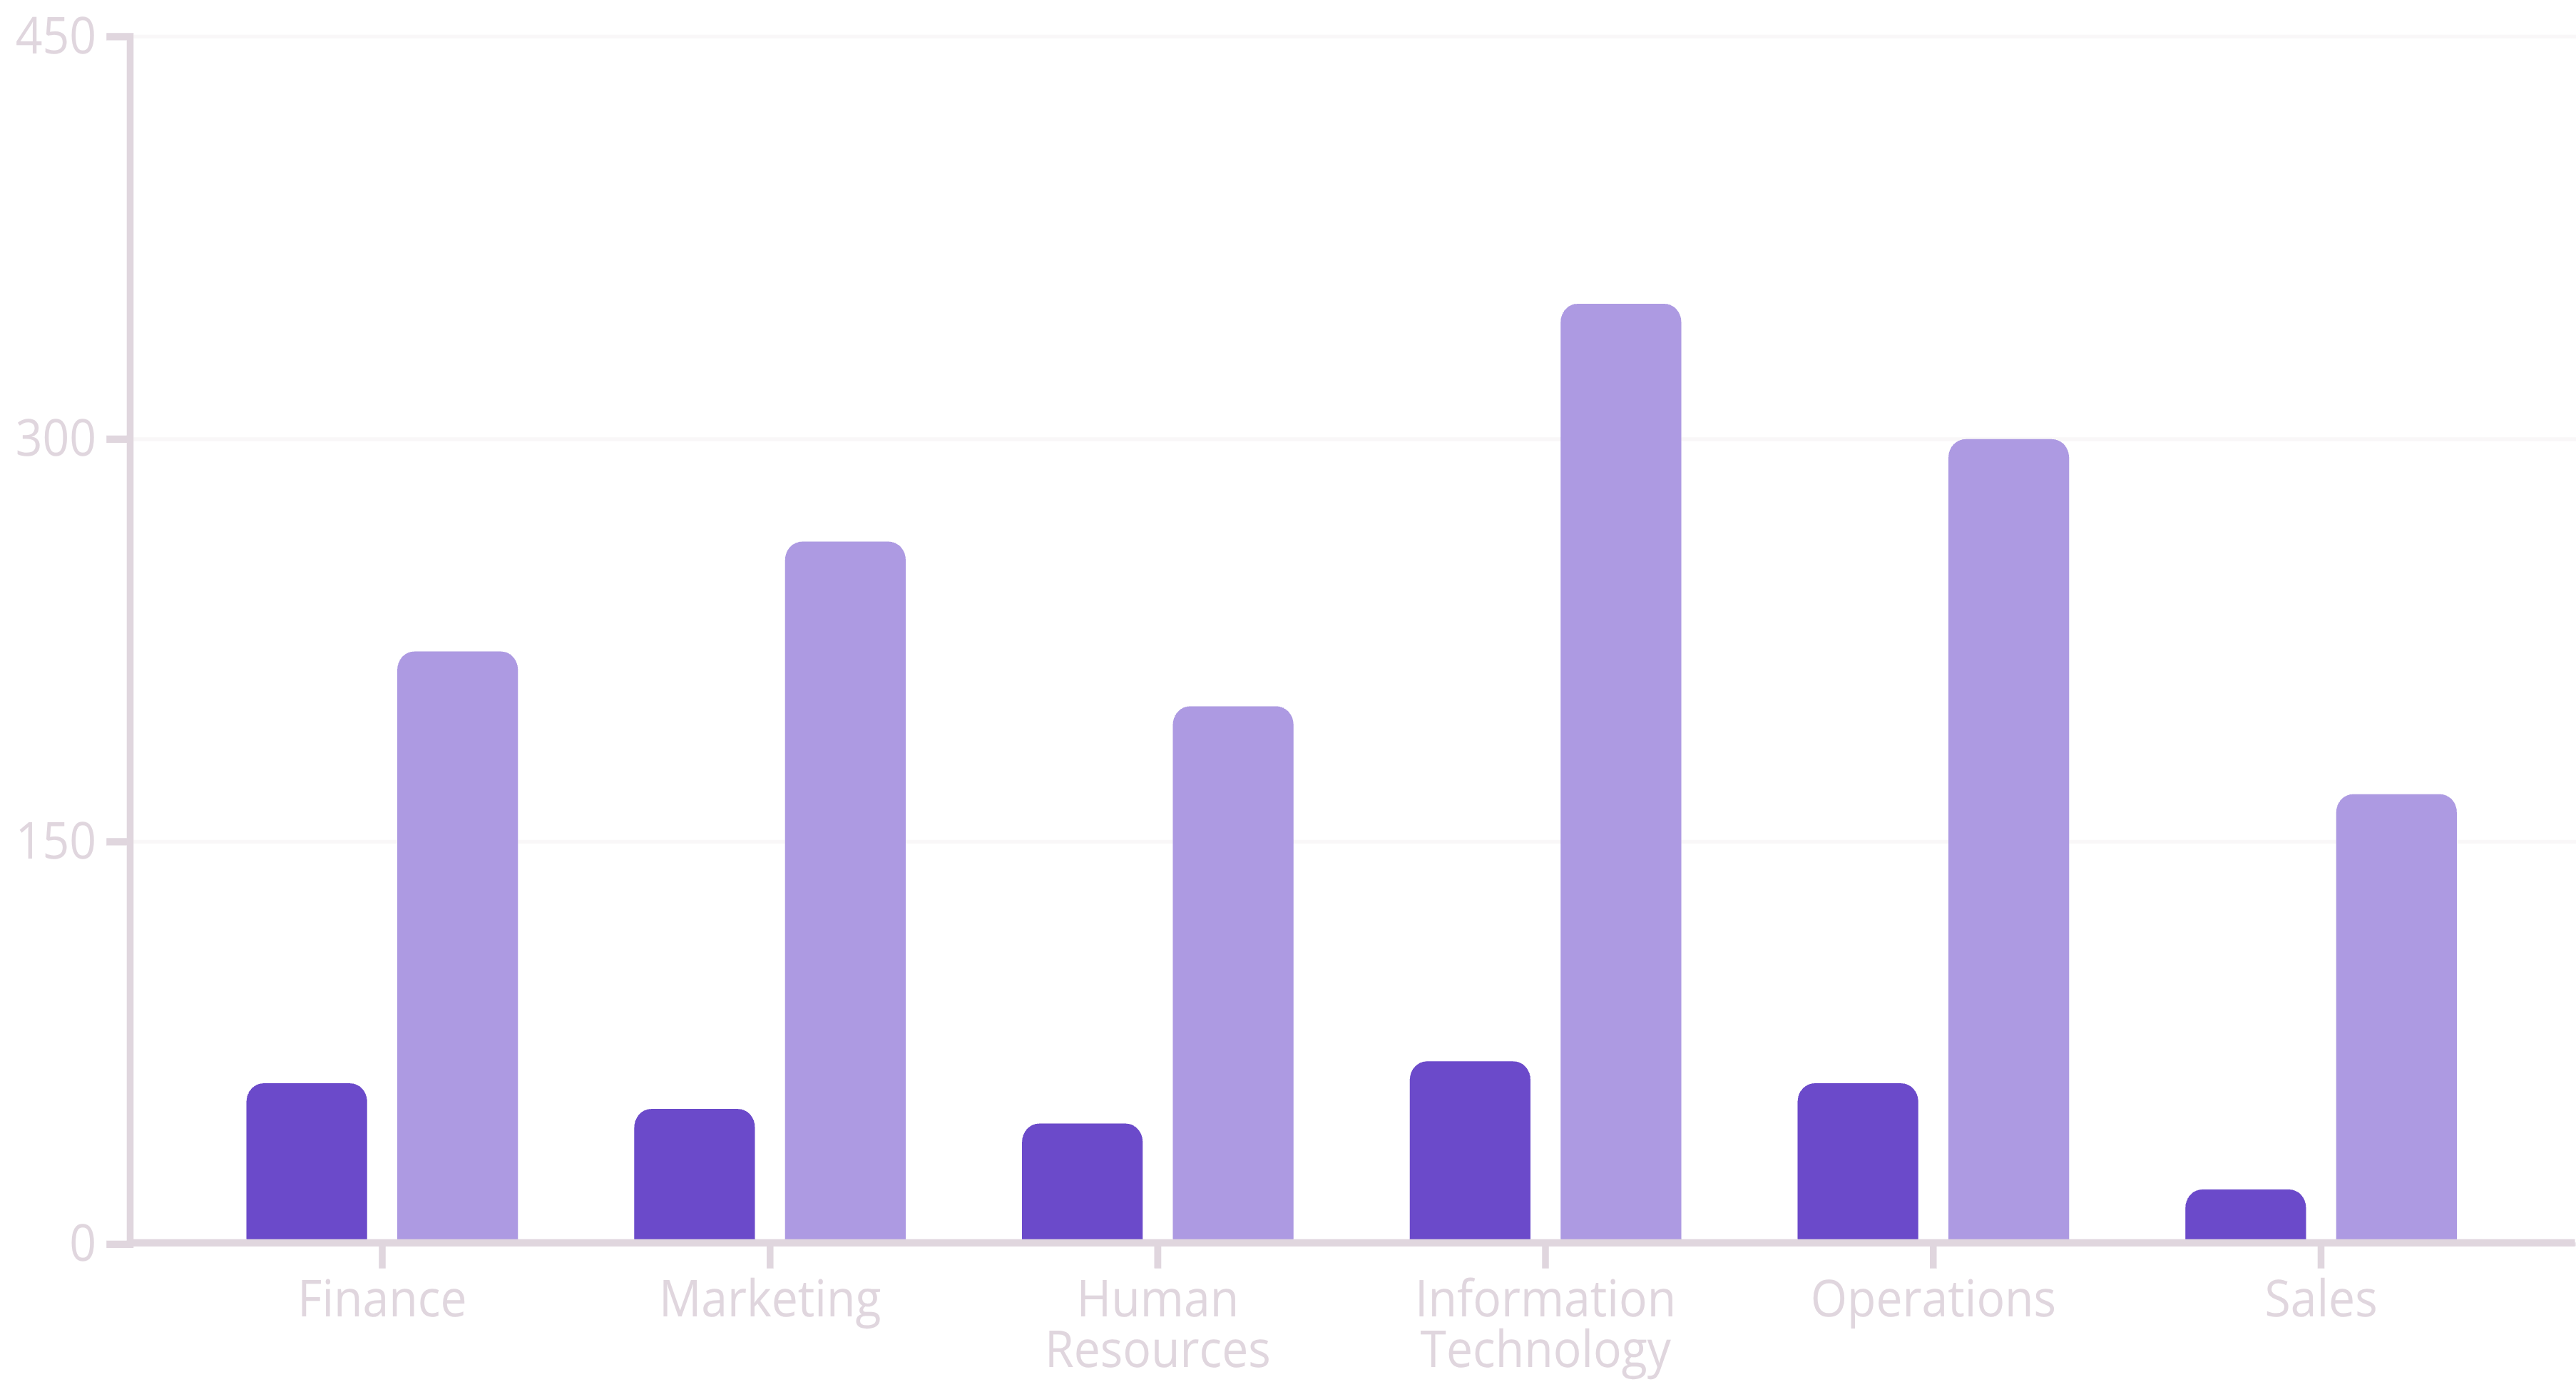 450
300
150
0
Finance
Marketing
Human
Resources
Information
Technology
Operations
Sales